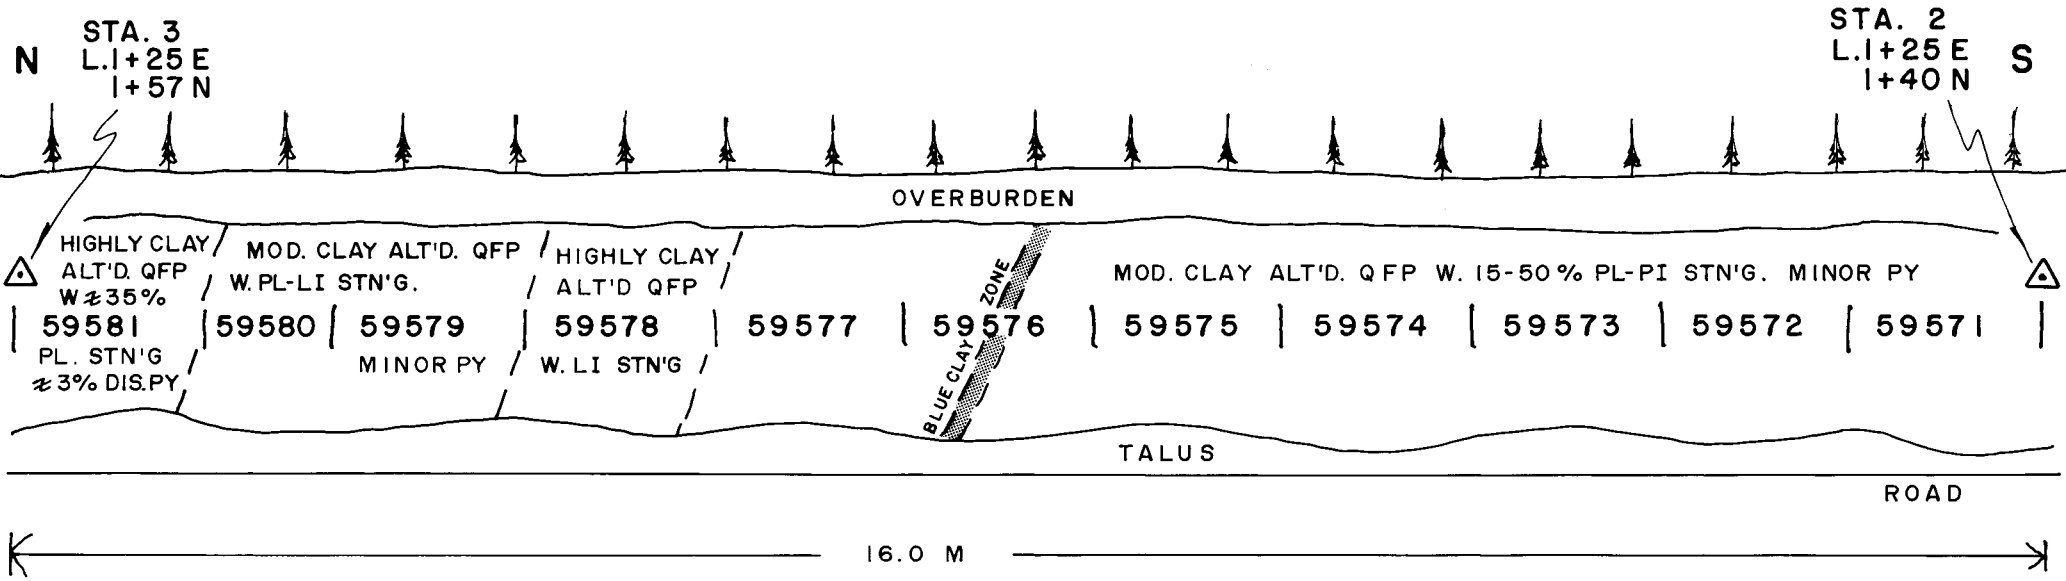 N
STA. 3
L.1+25 E
1+57 N
STA. 2
L.1+25 E
1+40 N
S
OVERBURDEN
HIGHLY CLAY
ALT'D. QFP
W ≈ 35%
MOD. CLAY ALT'D. QFP
W. PL-LI STN'G.
HIGHLY CLAY
ALT'D QFP
BLUE CLAY ZONE
MOD. CLAY ALT'D. QFP W. 15-50% PL-PI STN'G. MINOR PY
59581 59580 59579 59578 59577 59576 59575 59574 59573 59572 59571
PL. STN'G
≈ 3% DIS.PY
MINOR PY
W. LI STN'G
TALUS
ROAD
16.0 M